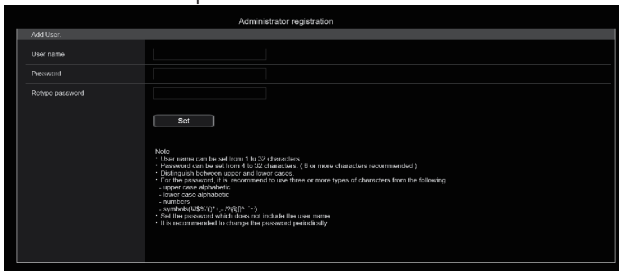 Administrator registration
Add User.
User name
Password
Retype password
Set
Note
・User name can be set from 1 to 32 characters.
・Password can be set from 4 to 32 characters. ( 8 or more characters recommended )
・Distinguish between upper and lower cases.
・For the password, it is recommend to use three or more types of characters from the following
- upper case alphabetic
- lower case alphabetic
- numbers
- symbols
・Set the password which does not include the user name
・It is recommended to change the password periodically